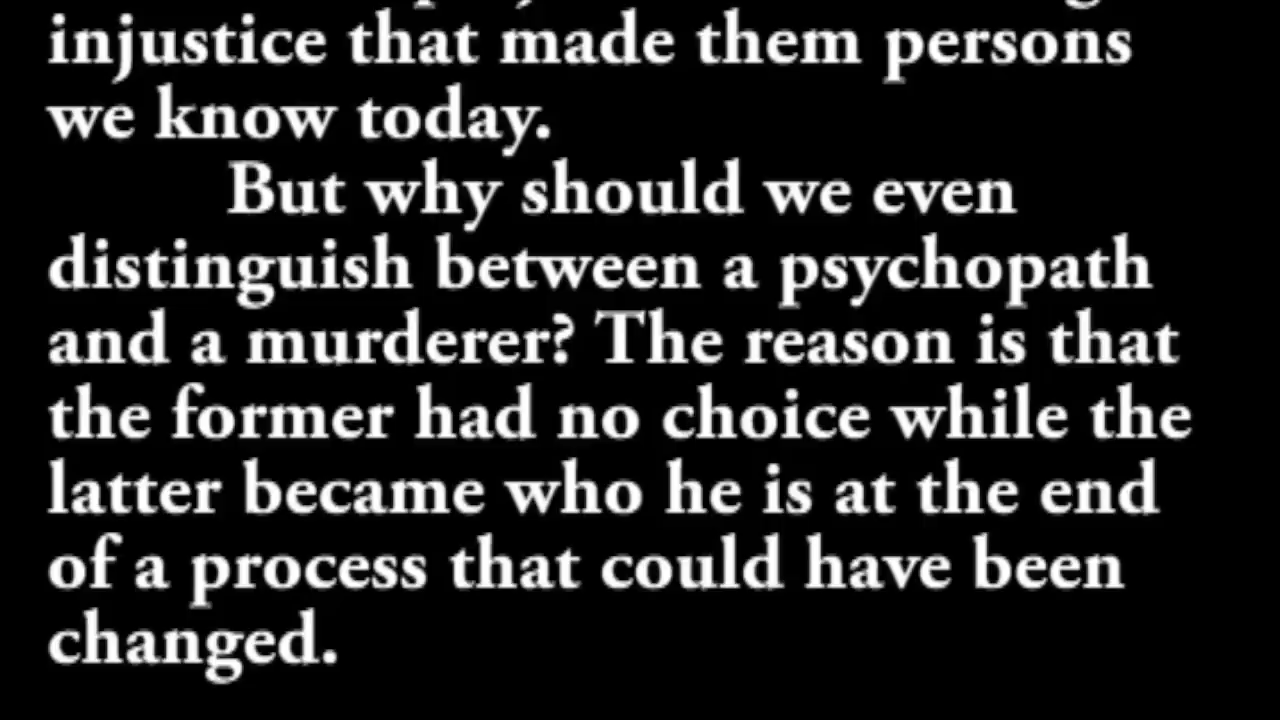 injustice that made them persons
we know today.
But why should we even
distinguish between a psychopath
and a murderer? The reason is that
the former had no choice while the
latter became who he is at the end
of a process that could have been
changed.